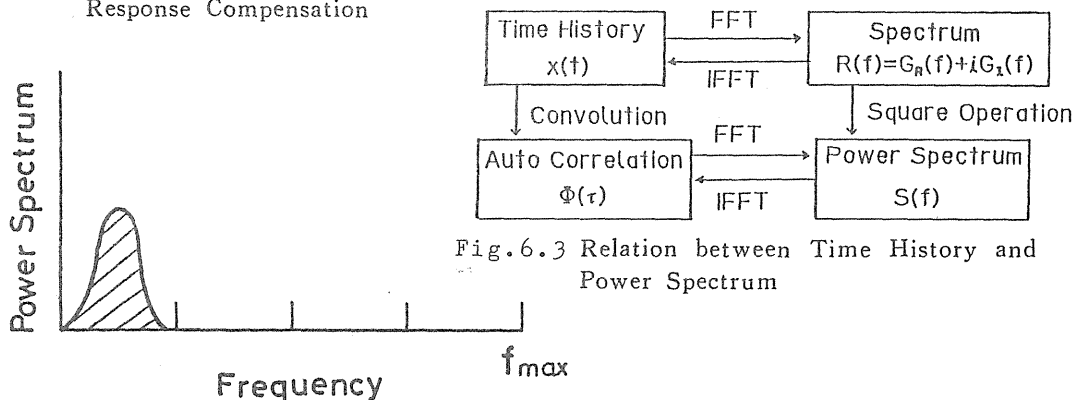 Response Compensation
Power Spectrum
fmax
Frequency
Time History
x(t)
FFT
IFFT
Spectrum
R(f)=GR(f)+iGI(f)
Convolution
Square Operation
Auto Correlation
Φ(τ)
FFT
IFFT
Power Spectrum
S(f)
Fig.6.3 Relation between Time History and
Power Spectrum